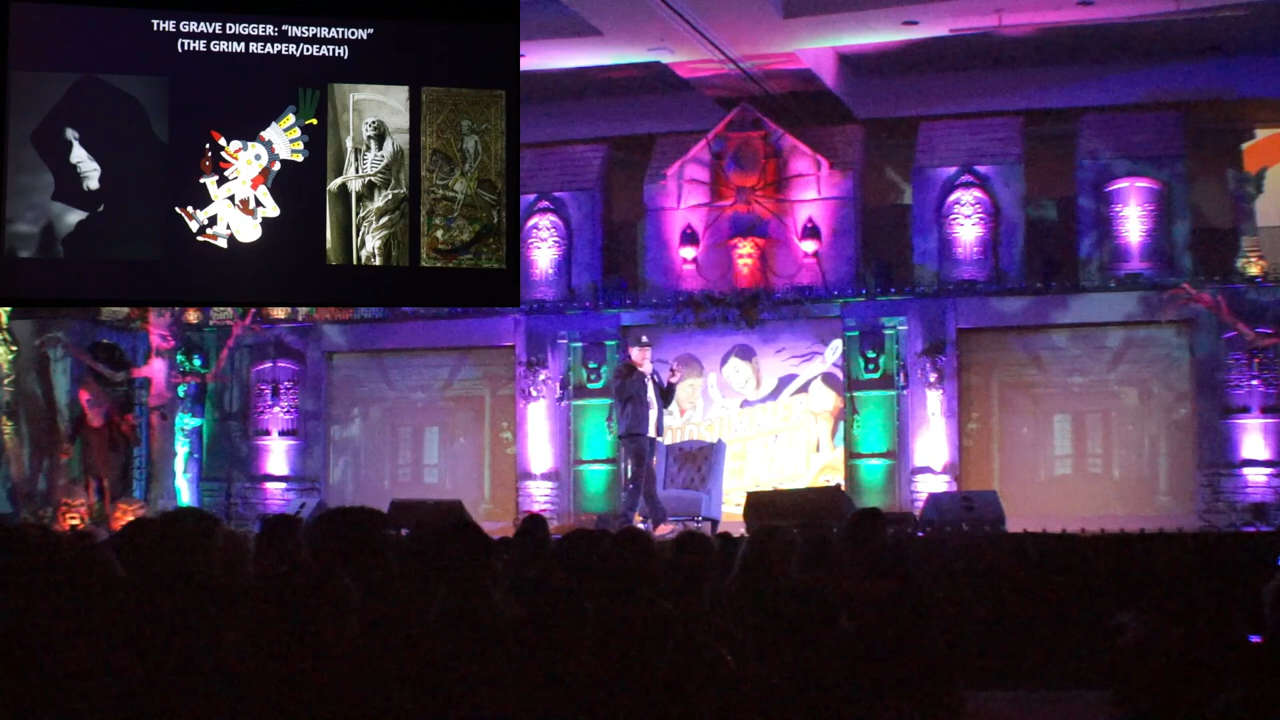 THE GRAVE DIGGER: “INSPIRATION”
(THE GRIM REAPER/DEATH)